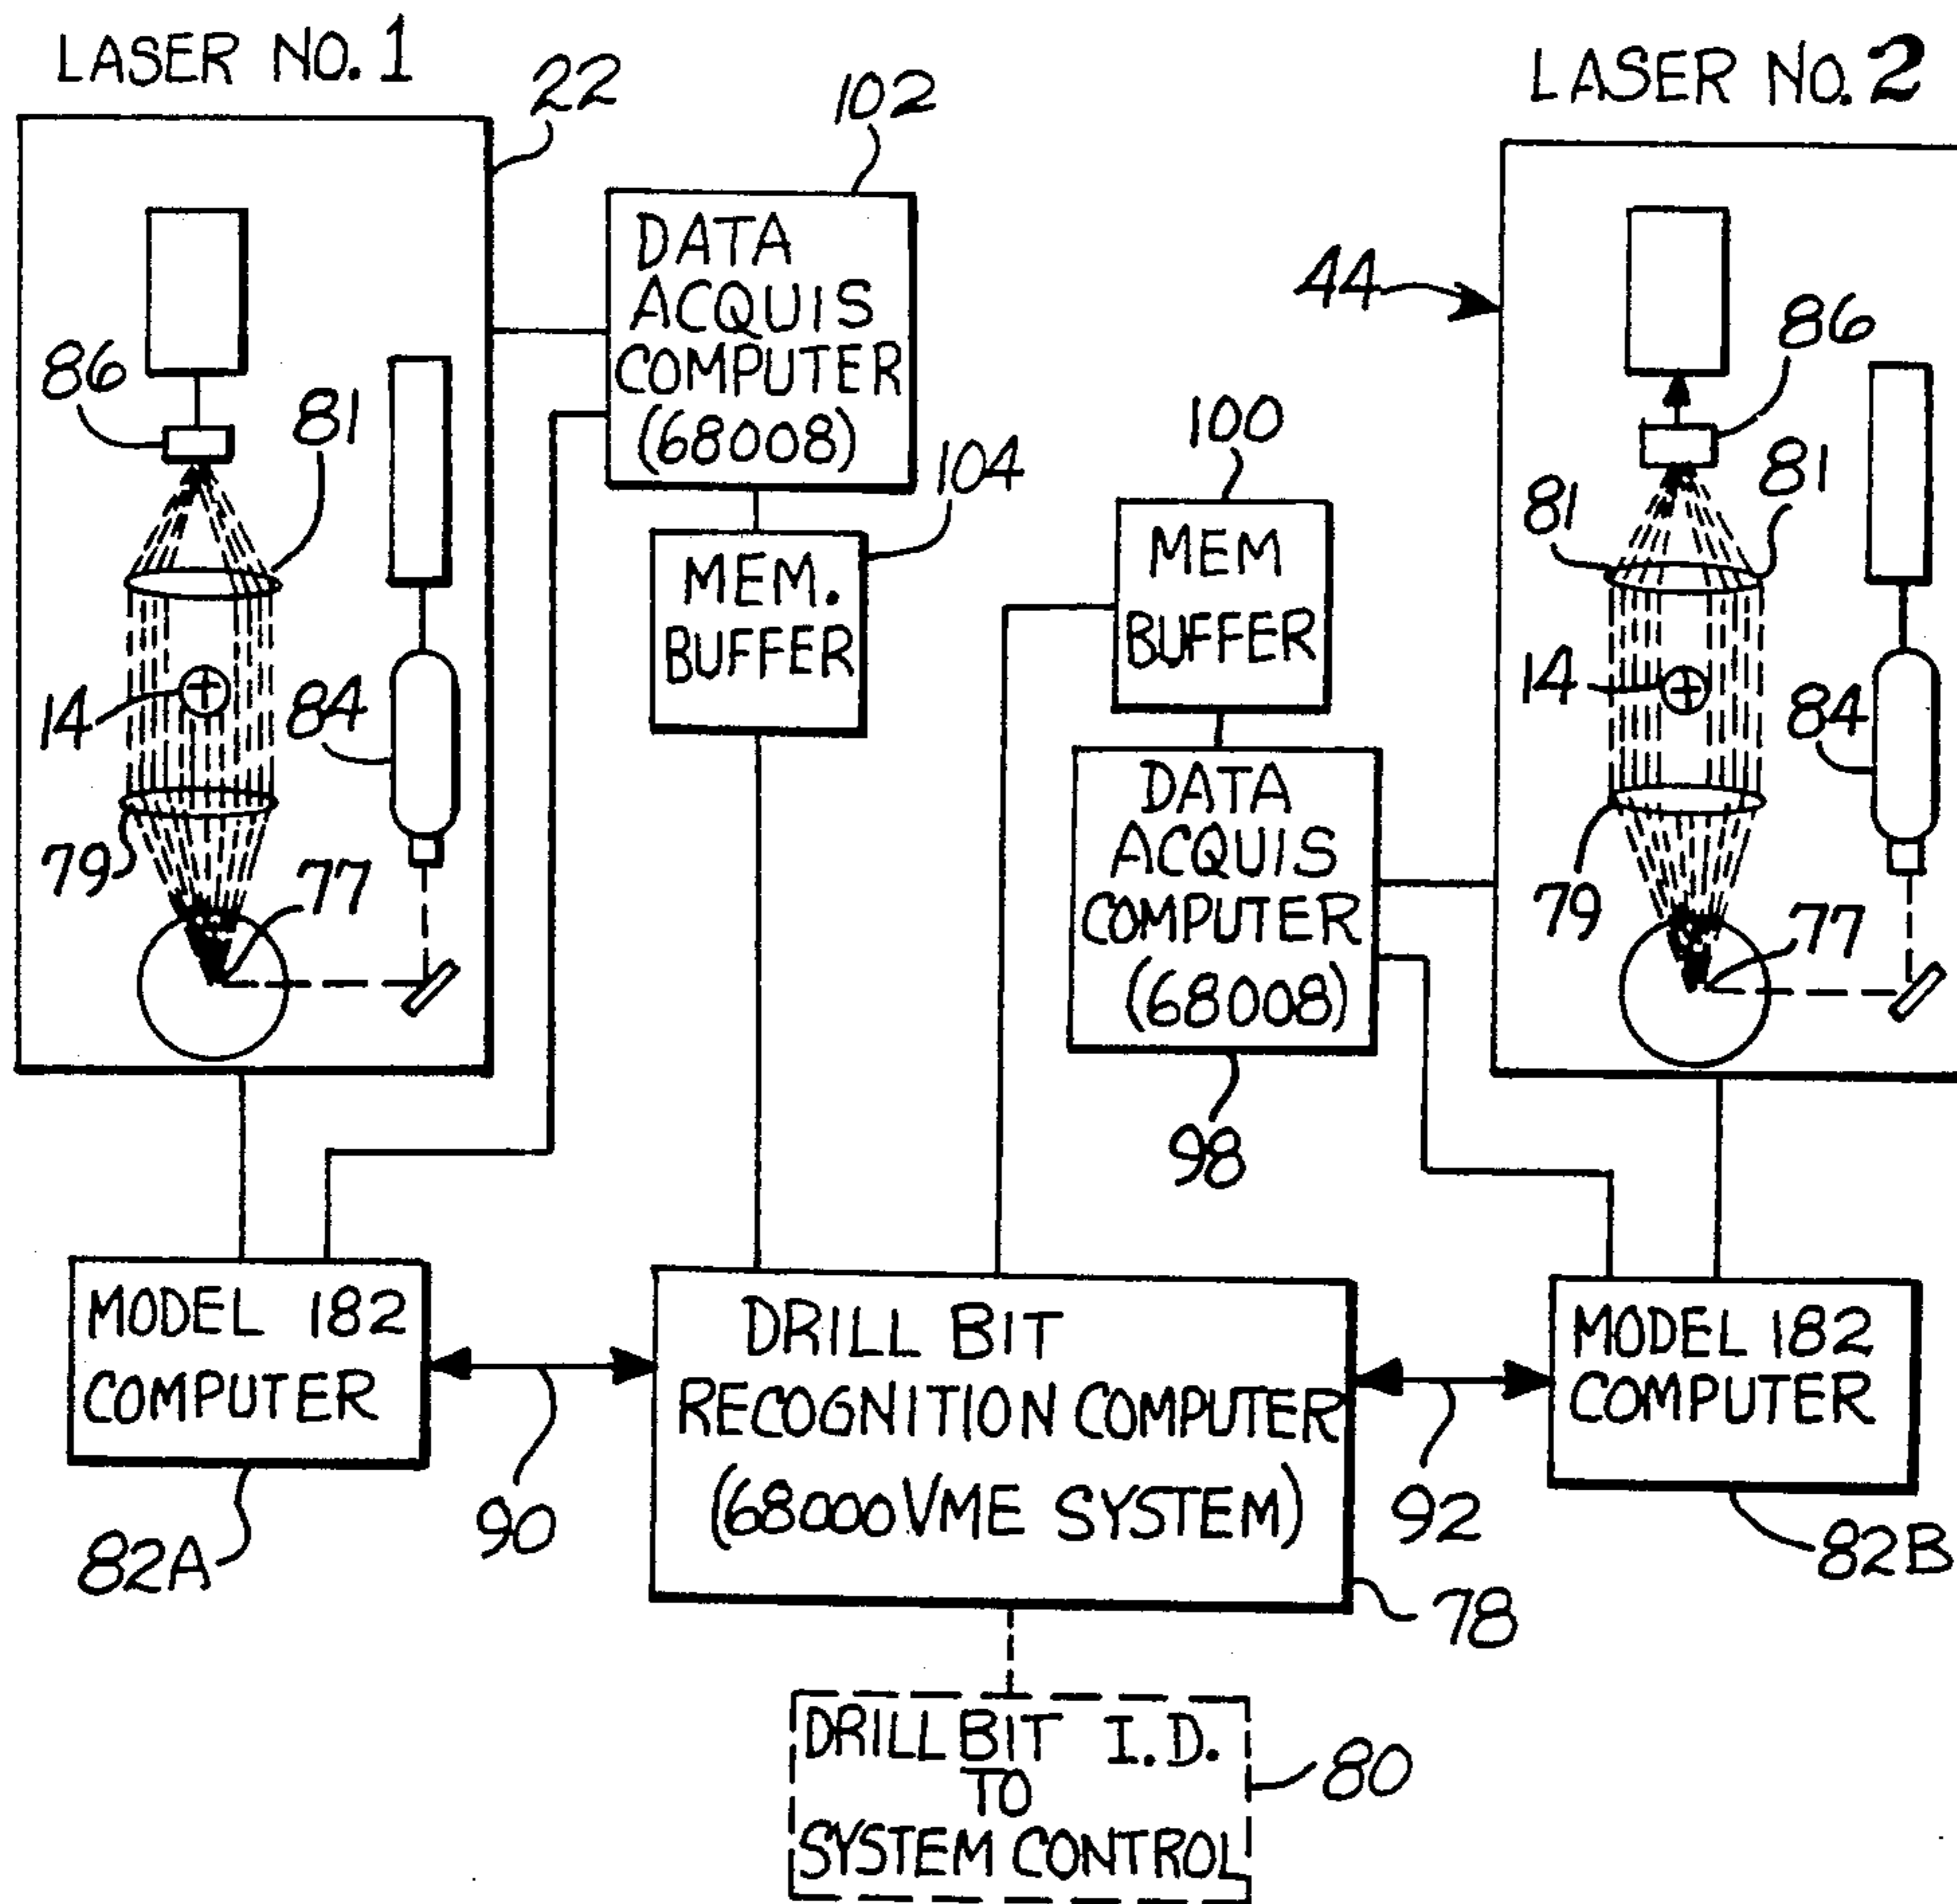 LASER NO. 1
22
102
LASER NO. 2
DATA
ACQUIS
COMPUTER
(68008)
44
86
86
81
100
104
81
81
MEM.
BUFFER
MEM
BUFFER
14
84
14
84
DATA
ACQUIS
COMPUTER
(68008)
79
77
79
77
98
MODEL 182
COMPUTER
DRILL BIT
RECOGNITION COMPUTER
(68000 VME SYSTEM)
MODEL 182
COMPUTER
90
92
82A
82B
78
DRILL BIT I.D.
TO
SYSTEM CONTROL
80